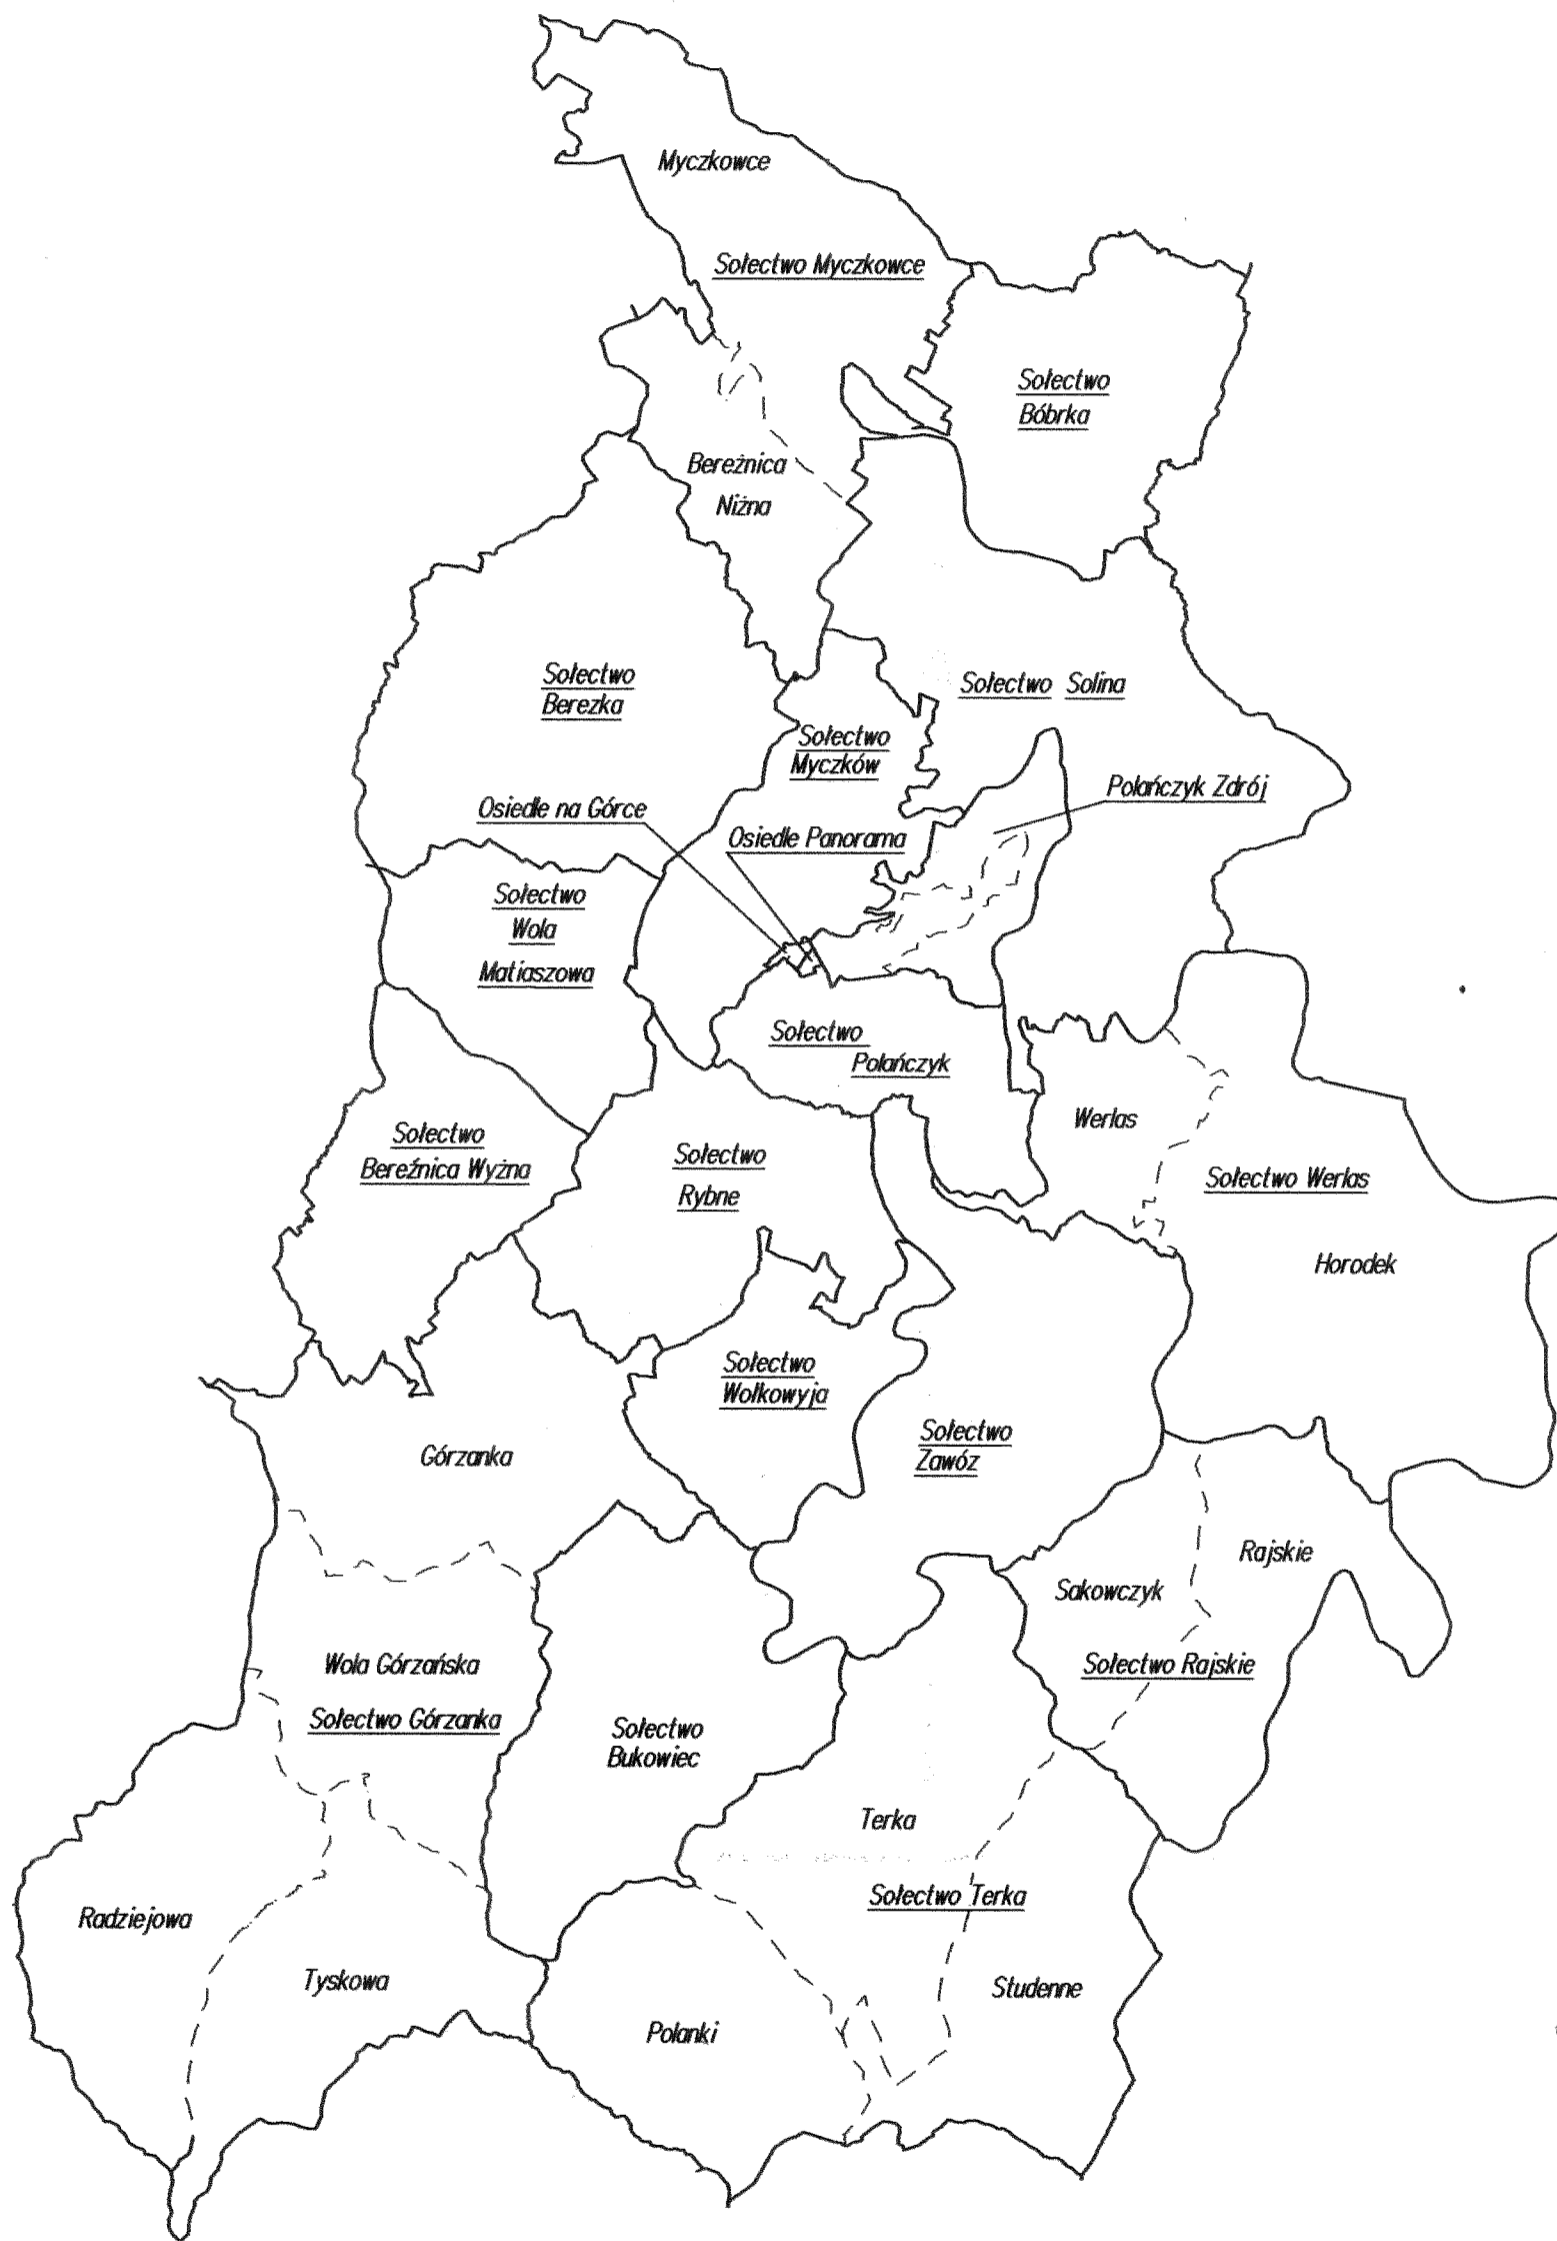 Myczkowce
Sołectwo Myczkowce
Sołectwo
Bóbrka
Bereżnica
Niżna
Sołectwo
Berezka
Sołectwo Solina
Sołectwo
Myczków
Polańczyk Zdrój
Osiedle na Górce
Osiedle Panorama
Sołectwo
Wola
Matiaszowa
Sołectwo
Polańczyk
Werlas
Sołectwo
Bereźnica Wyżna
Sołectwo
Rybne
Sołectwo Werlas
Horodek
Sołectwo
Wołkowyja
Sołectwo
Zawóz
Górzanka
Rajskie
Sakowczyk
Sołectwo Rajskie
Wola Górzańska
Sołectwo Górzanka
Sołectwo
Bukowiec
Terka
Sołectwo Terka
Radziejowa
Tyskowa
Studenne
Polanki